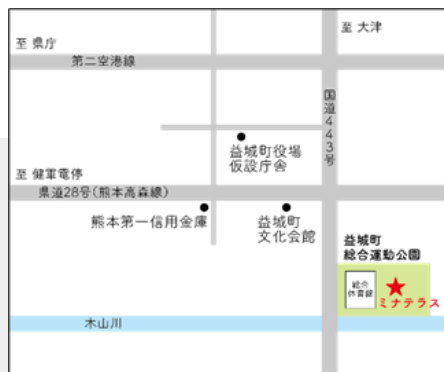 至 大津
至 県庁
第二空港線
国道443号
益城町役場
仮設庁舎
至 健軍電停
県道28号(熊本高森線)
熊本第一信用金庫
益城町
文化会館
益城町
総合運動公園
総合
体育館
ミナテラス
木山川